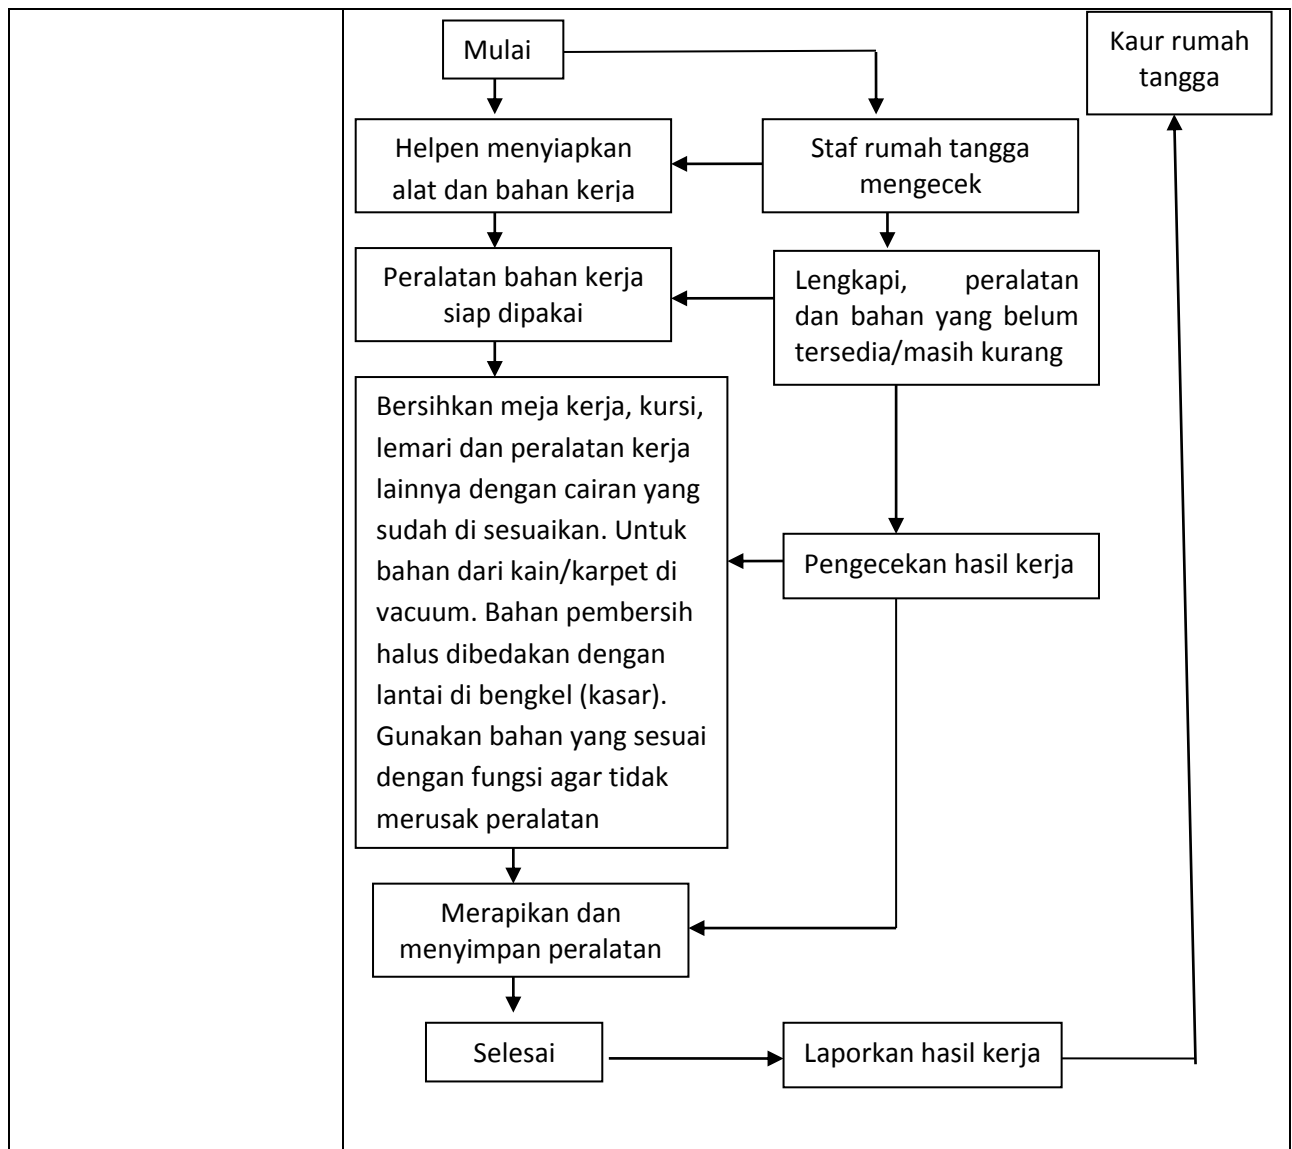 Mulai
Kaur rumah
tangga
Helpen menyiapkan
alat dan bahan kerja
Staf rumah tangga
mengecek
Peralatan bahan kerja
siap dipakai
Lengkapi, peralatan
dan bahan yang belum
tersedia/masih kurang
Bersihkan meja kerja, kursi,
lemari dan peralatan kerja
lainnya dengan cairan yang
sudah di sesuaikan. Untuk
bahan dari kain/karpet di
vacuum. Bahan pembersih
halus dibedakan dengan
lantai di bengkel (kasar).
Gunakan bahan yang sesuai
dengan fungsi agar tidak
merusak peralatan
Pengecekan hasil kerja
Merapikan dan
menyimpan peralatan
Selesai
Laporkan hasil kerja